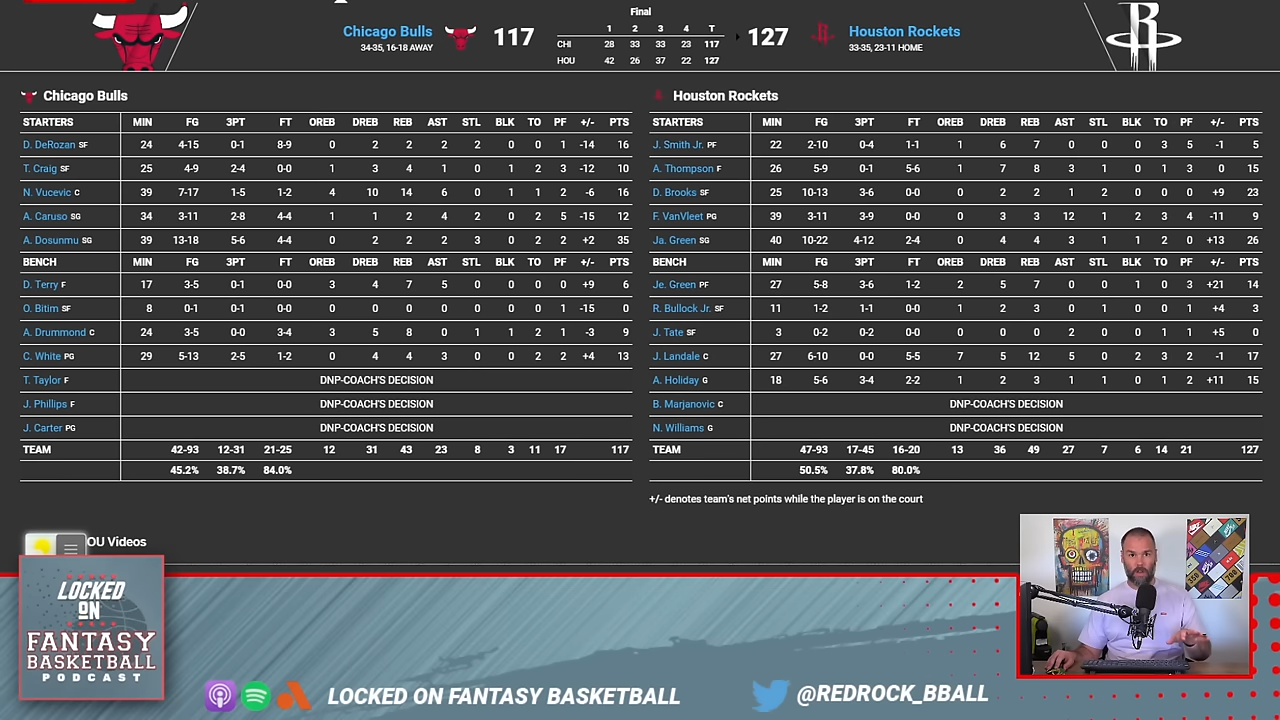 Final
Chicago Bulls 117 127 Houston Rockets
34-35, 16-18 AWAY 33-35, 23-11 HOME
1 2 3 4 T
CHI 28 33 33 23 117
HOU 42 26 37 22 127
Chicago Bulls
STARTERS MIN FG 3PT FT OREB DREB REB AST STL BLK TO PF +/- PTS
D. DeRozan SF 24 4-15 0-1 8-9 0 2 2 2 2 0 0 1 -14 16
T. Craig SF 25 4-9 2-4 0-0 1 3 4 1 0 1 2 3 -12 10
N. Vucevic C 39 7-17 1-5 1-2 4 10 14 6 0 1 1 2 -6 16
A. Caruso SG 34 3-11 2-8 4-4 1 1 2 4 2 0 2 5 -15 12
A. Dosunmu SG 39 13-18 5-6 4-4 0 2 2 2 3 0 2 2 +2 35
BENCH MIN FG 3PT FT OREB DREB REB AST STL BLK TO PF +/- PTS
D. Terry F 17 3-5 0-1 0-0 3 4 7 5 0 0 0 0 +9 6
O. Bitim SF 8 0-1 0-1 0-0 0 0 0 0 0 0 0 1 -15 0
A. Drummond C 24 3-5 0-0 3-4 3 5 8 0 1 1 2 1 -3 9
C. White PG 29 5-13 2-5 1-2 0 4 4 3 0 0 2 2 +4 13
T. Taylor F DNP-COACH'S DECISION
J. Phillips F DNP-COACH'S DECISION
J. Carter PG DNP-COACH'S DECISION
TEAM 42-93 12-31 21-25 12 31 43 23 8 3 11 17 117
45.2% 38.7% 84.0%
Houston Rockets
STARTERS MIN FG 3PT FT OREB DREB REB AST STL BLK TO PF +/- PTS
J. Smith Jr. PF 22 2-10 0-4 1-1 1 6 7 0 0 0 3 5 -1 5
A. Thompson F 26 5-9 0-1 5-6 1 7 8 3 1 0 1 3 0 15
D. Brooks SF 25 10-13 3-6 0-0 0 2 2 1 2 0 0 0 +9 23
F. VanVleet PG 39 3-11 3-9 0-0 0 3 3 12 1 2 3 4 -11 9
Ja. Green SG 40 10-22 4-12 2-4 0 4 4 3 1 1 2 0 +13 26
BENCH MIN FG 3PT FT OREB DREB REB AST STL BLK TO PF +/- PTS
Je. Green PF 27 5-8 3-6 1-2 2 5 7 0 0 1 0 3 +21 14
R. Bullock Jr. SF 11 1-2 1-1 0-0 1 2 3 0 1 0 0 1 +4 3
J. Tate SF 3 0-2 0-2 0-0 0 0 0 2 0 0 1 1 +5 0
J. Landale C 27 6-10 0-0 5-5 7 5 12 5 0 2 3 2 -1 17
A. Holiday G 18 5-6 3-4 2-2 1 2 3 1 1 0 1 2 +11 15
B. Marjanovic C DNP-COACH'S DECISION
N. Williams G DNP-COACH'S DECISION
TEAM 47-93 17-45 16-20 13 36 49 27 7 6 14 21 127
50.5% 37.8% 80.0%
+/- denotes team's net points while the player is on the court
OU Videos
LOCKED
ON
FANTASY
BASKETBALL
PODCAST
LOCKED ON FANTASY BASKETBALL
@REDROCK_BBALL